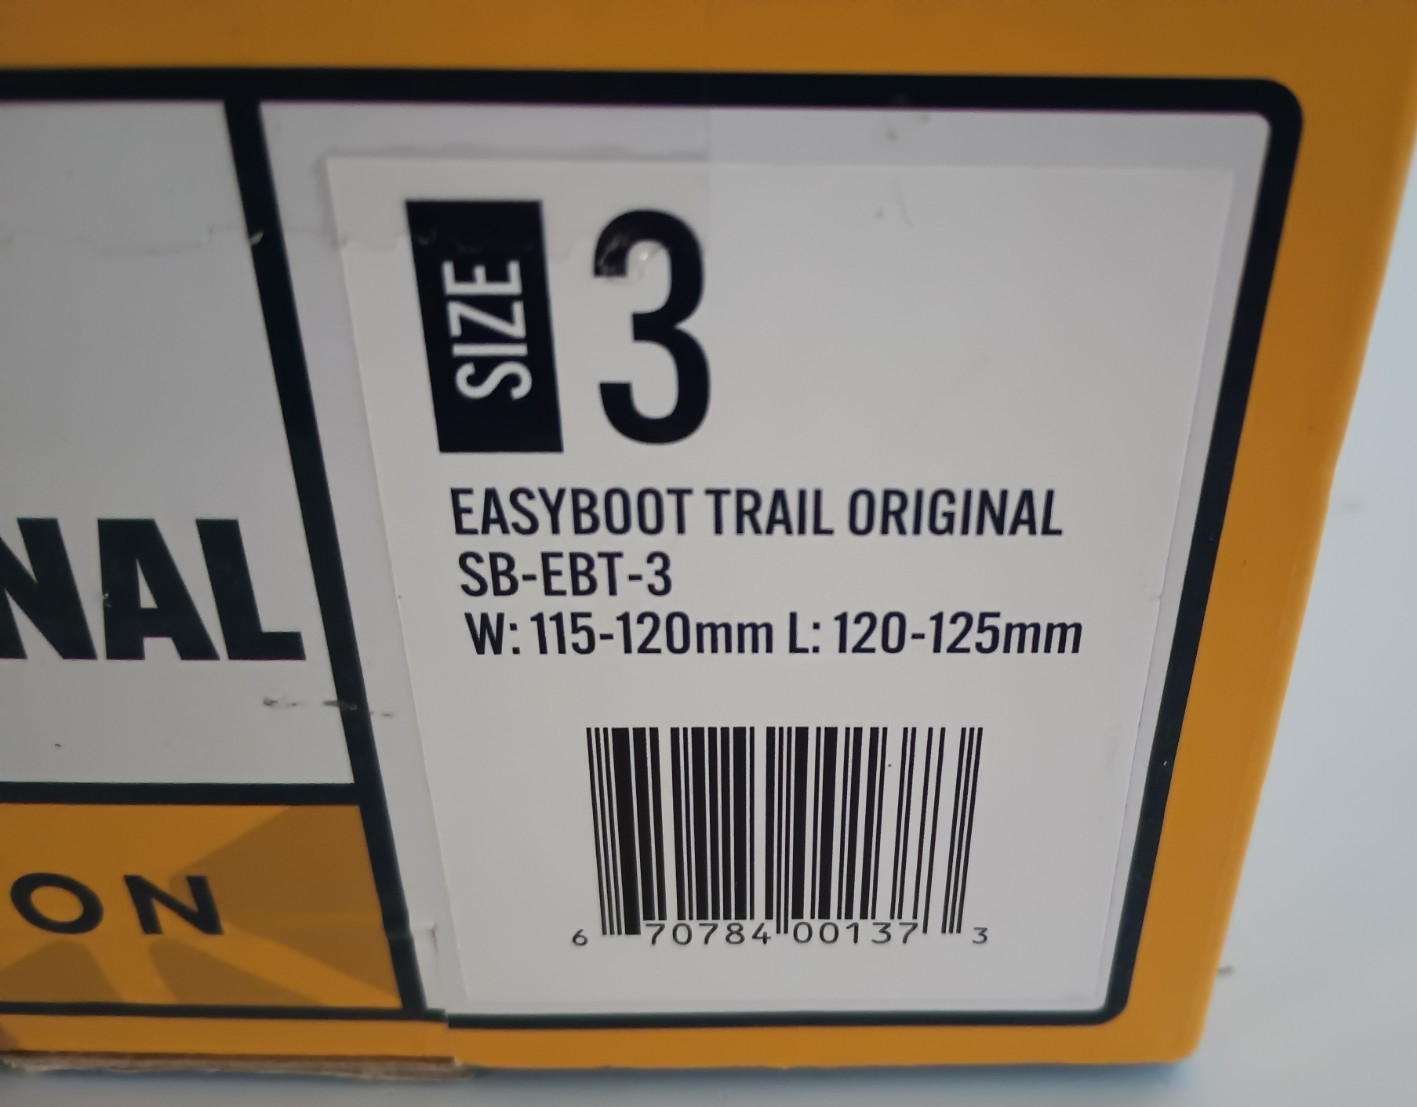 SIZE 3
EASYBOOT TRAIL ORIGINAL
SB-EBT-3
W: 115-120mm L: 120-125mm
6 70784 00137 3
NAL
ON